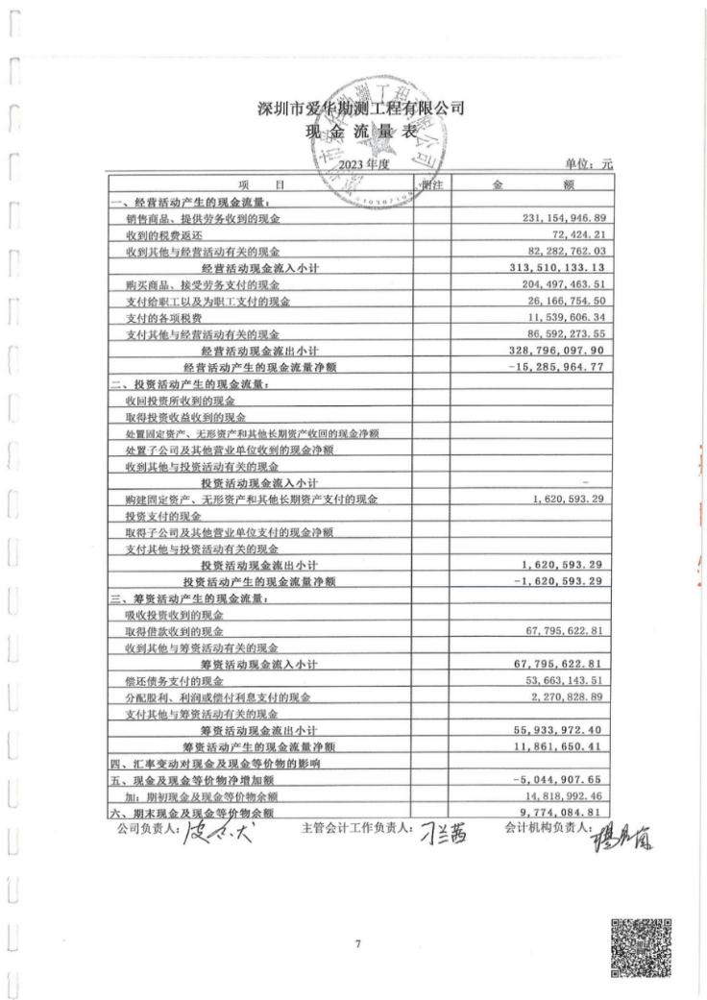 深圳市爱华勘测工程有限公司
现金流量表
2023年度 单位：元
项 目 附注 金 额
一、经营活动产生的现金流量：
销售商品、提供劳务收到的现金 231,154,946.89
收到的税费返还 72,424.21
收到其他与经营活动有关的现金 82,282,762.03
经营活动现金流入小计 313,510,133.13
购买商品、接受劳务支付的现金 204,497,463.51
支付给职工以及为职工支付的现金 26,166,754.50
支付的各项税费 11,539,606.34
支付其他与经营活动有关的现金 86,592,273.55
经营活动现金流出小计 328,796,097.90
经营活动产生的现金流量净额 -15,285,964.77
二、投资活动产生的现金流量：
收回投资所收到的现金
取得投资收益收到的现金
处置固定资产、无形资产和其他长期资产收回的现金净额
处置子公司及其他营业单位收到的现金净额
收到其他与投资活动有关的现金
投资活动现金流入小计 -
购建固定资产、无形资产和其他长期资产支付的现金 1,620,593.29
投资支付的现金
取得子公司及其他营业单位支付的现金净额
支付其他与投资活动有关的现金
投资活动现金流出小计 1,620,593.29
投资活动产生的现金流量净额 -1,620,593.29
三、筹资活动产生的现金流量：
吸收投资收到的现金
取得借款收到的现金 67,795,622.81
收到其他与筹资活动有关的现金
筹资活动现金流入小计 67,795,622.81
偿还债务支付的现金 53,663,143.51
分配股利、利润或偿付利息支付的现金 2,270,828.89
支付其他与筹资活动有关的现金
筹资活动现金流出小计 55,933,972.40
筹资活动产生的现金流量净额 11,861,650.41
四、汇率变动对现金及现金等价物的影响
五、现金及现金等价物净增加额 -5,044,907.65
加：期初现金及现金等价物余额 14,818,992.46
六、期末现金及现金等价物余额 9,774,084.81
公司负责人： 主管会计工作负责人：刁兰茜 会计机构负责人：
7